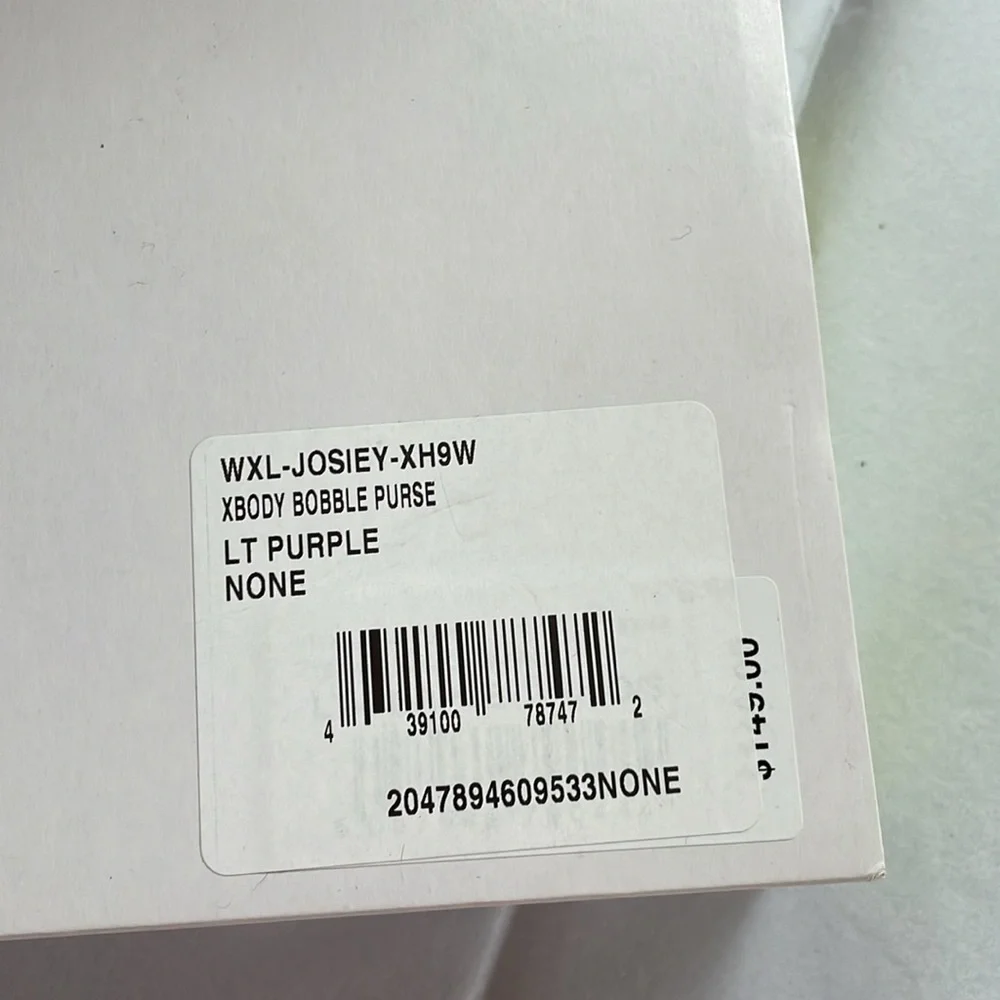 WXL-JOSIEY-XH9W
XBODY BOBBLE PURSE
LT PURPLE
NONE
4 39100 78747 2
2047894609533NONE